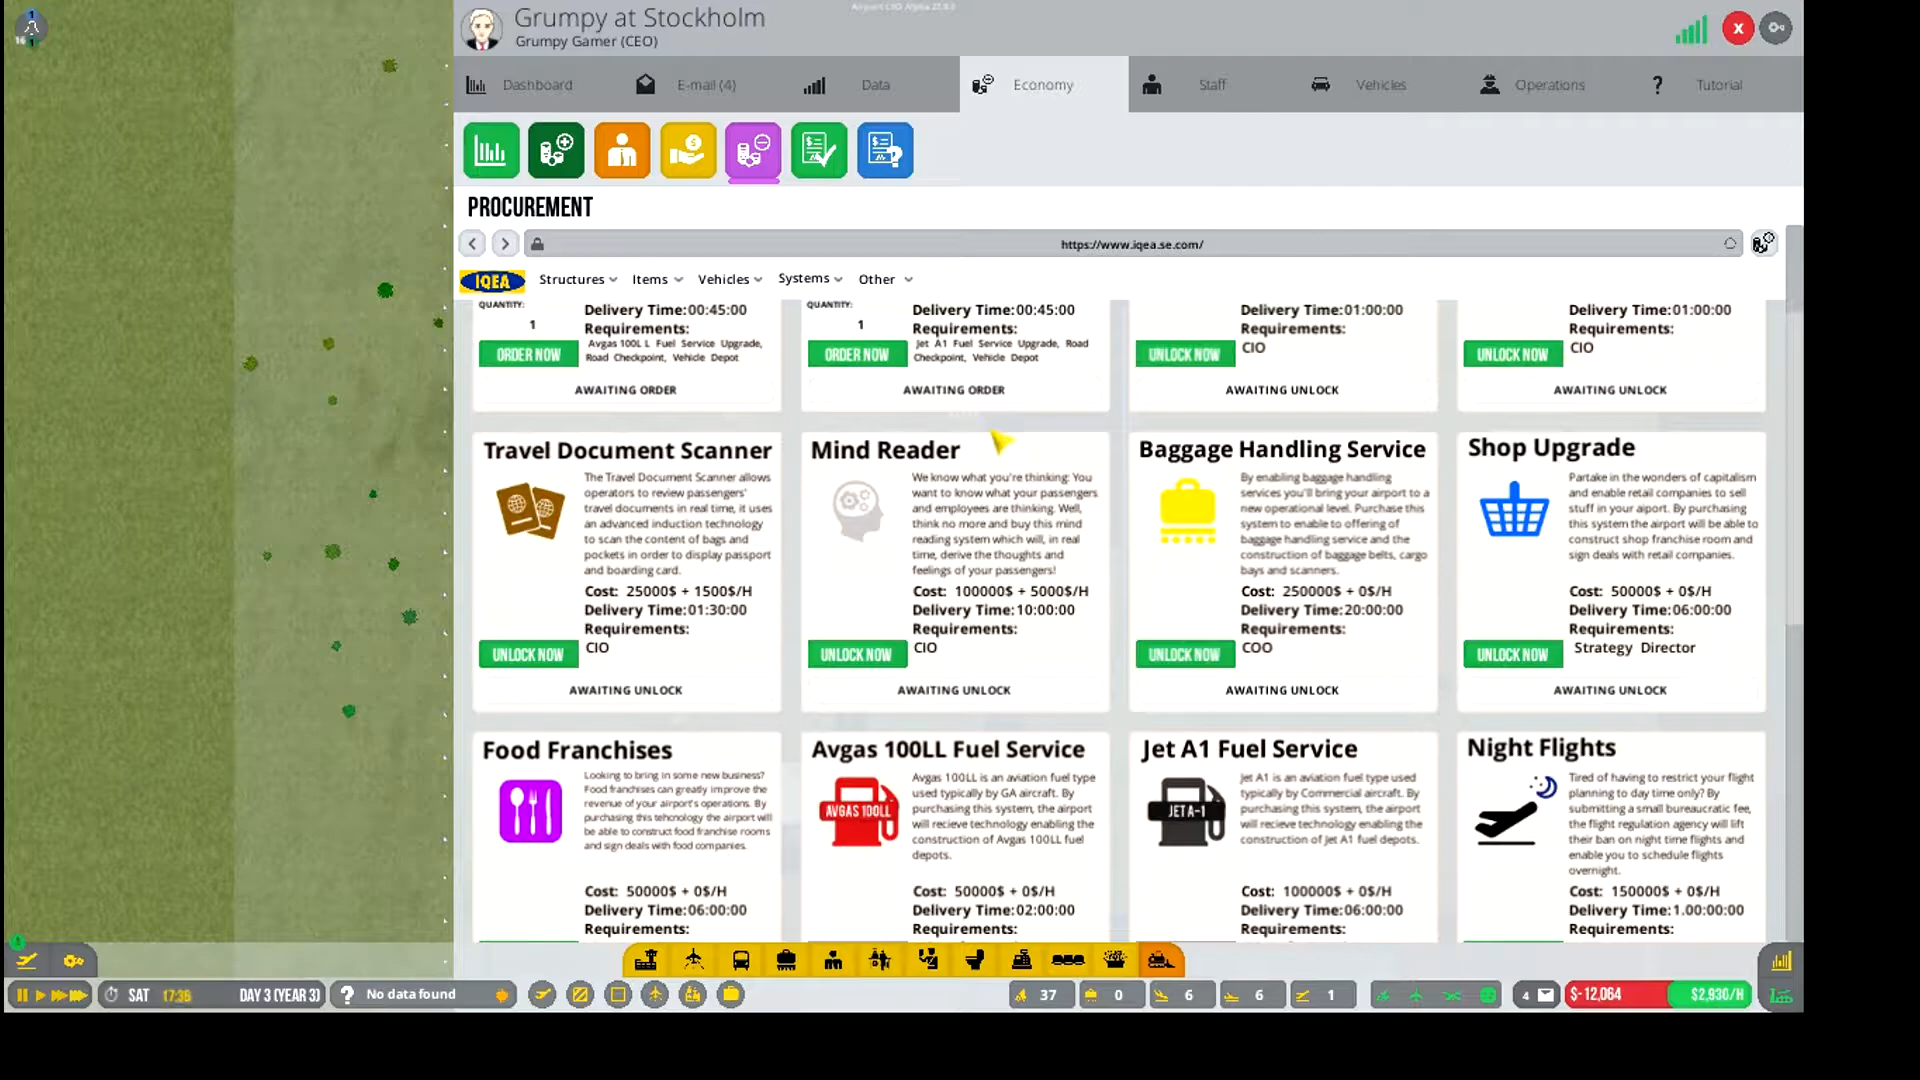 Airport CEO Alpha 27.0-0
Grumpy at Stockholm
Grumpy Gamer (CEO)
X
Dashboard
E-mail (4)
Data
Economy
Staff
Vehicles
Operations
? Tutorial
PROCUREMENT
https://www.iqea.se.com/
IQEA Structures Items Vehicles Systems Other
QUANTITY:
1
Delivery Time:00:45:00
Requirements:
Avgas 100L L Fuel Service Upgrade,
Road Checkpoint, Vehicle Depot
ORDER NOW
AWAITING ORDER
QUANTITY:
1
Delivery Time:00:45:00
Requirements:
Jet A1 Fuel Service Upgrade, Road
Checkpoint, Vehicle Depot
ORDER NOW
AWAITING ORDER
Delivery Time:01:00:00
Requirements:
CIO
UNLOCK NOW
AWAITING UNLOCK
Delivery Time:01:00:00
Requirements:
CIO
UNLOCK NOW
AWAITING UNLOCK
Travel Document Scanner
The Travel Document Scanner allows
operators to review passengers'
travel documents in real time, it uses
an advanced induction technology
to scan the content of bags and
pockets in order to display passport
and boarding card.
Cost: 25000$ + 1500$/H
Delivery Time:01:30:00
Requirements:
CIO
UNLOCK NOW
AWAITING UNLOCK
Mind Reader
We know what you're thinking: You
want to know what your passengers
and employees are thinking. Well,
think no more and buy this mind
reading system which will, in real
time, derive the thoughts and
feelings of your passengers!
Cost: 100000$ + 5000$/H
Delivery Time:10:00:00
Requirements:
CIO
UNLOCK NOW
AWAITING UNLOCK
Baggage Handling Service
By enabling baggage handling
services you'll bring your airport to a
new operational level. Purchase this
system to enable to offering of
baggage handling service and the
construction of baggage belts, cargo
bays and scanners.
Cost: 250000$ + 0$/H
Delivery Time:20:00:00
Requirements:
COO
UNLOCK NOW
AWAITING UNLOCK
Shop Upgrade
Partake in the wonders of capitalism
and enable retail companies to sell
stuff in your aiport. By purchasing
this system the airport will be able to
construct shop franchise room and
sign deals with retail companies.
Cost: 50000$ + 0$/H
Delivery Time:06:00:00
Requirements:
Strategy Director
UNLOCK NOW
AWAITING UNLOCK
Food Franchises
Looking to bring in some new business?
Food franchises can greatly improve the
revenue of your airport's operations. By
purchasing this tehonology the airport will
be able to construct food franchise rooms
and sign deals with food companies.
Cost: 50000$ + 0$/H
Delivery Time:06:00:00
Requirements:
Avgas 100LL Fuel Service
AVGAS 100LL
Avgas 100LL is an aviation fuel type
used typically by GA aircraft. By
purchasing this system, the airport
will recieve technology enabling the
construction of Avgas 100LL fuel
depots.
Cost: 50000$ + 0$/H
Delivery Time:02:00:00
Requirements:
Jet A1 Fuel Service
JET A-1
Jet A1 is an aviation fuel type used
typically by Commercial aircraft. By
purchasing this system, the airport
will recieve technology enabling the
construction of Jet A1 fuel depots.
Cost: 100000$ + 0$/H
Delivery Time:06:00:00
Requirements:
Night Flights
Tired of having to restrict your flight
planning to day time only? By
submitting a small bureaucratic fee,
the flight regulation agency will lift
their ban on night time flights and
enable you to schedule flights
overnight.
Cost: 150000$ + 0$/H
Delivery Time:1.00:00:00
Requirements:
SAT 17:35 DAY 3 (YEAR 3)
? No data found
37 0 6 6 1
4
$-12,064
$2,930/H